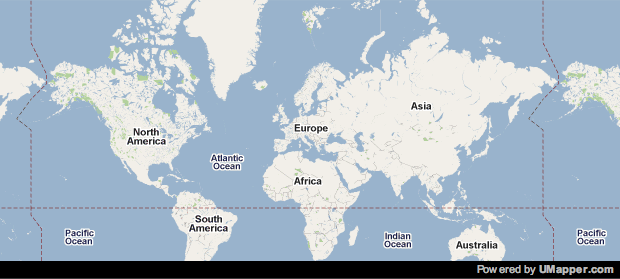 Asia
Europe
North
America
Atlantic
Ocean
Africa
South
America
Pacific
Ocean
Indian
Ocean
Australia
Pacific
Ocean
Powered by UMapper.com